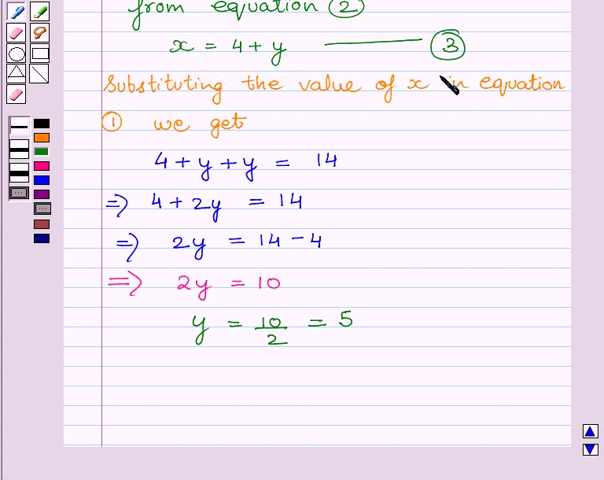 from equation ②
x = 4 + y ——— ③
Substituting the value of x in equation
① we get
4 + y + y = 14
⇒ 4 + 2y = 14
⇒ 2y = 14 - 4
⇒ 2y = 10
y = 10/2 = 5